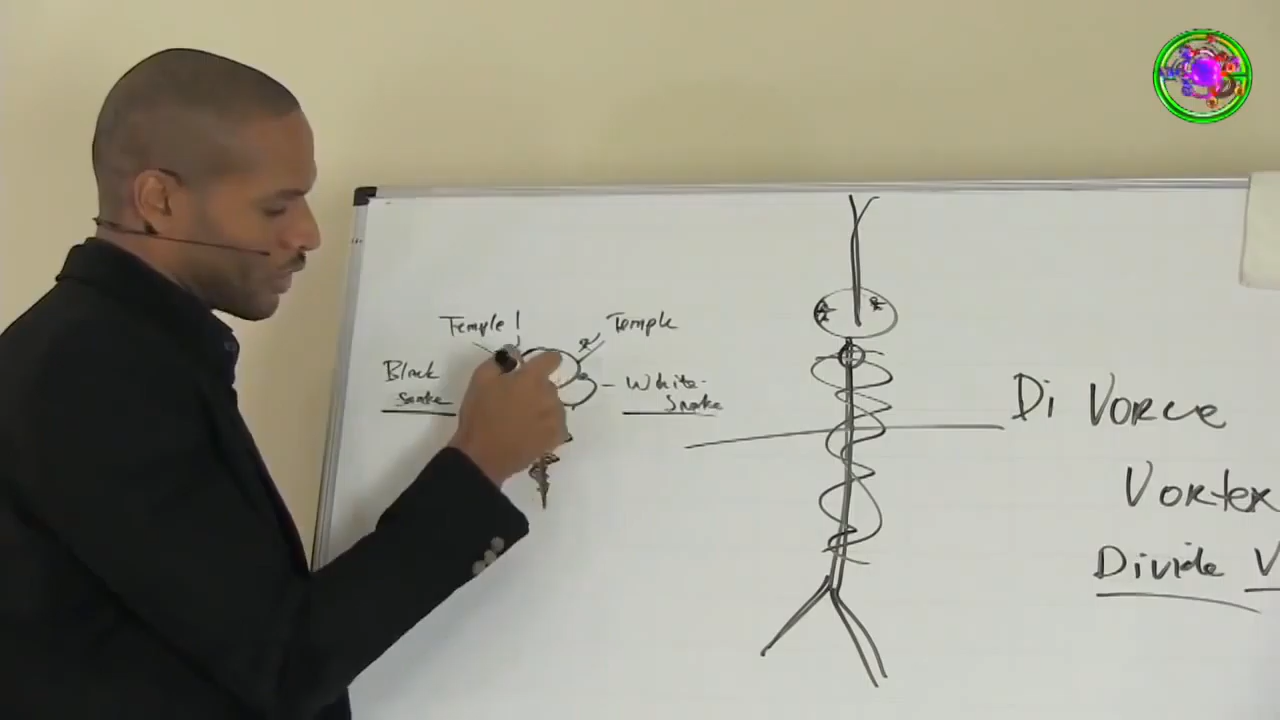 Temple
Temple
Black
Snake
White-
Snake
Di Vorce
Vortex
Divide V